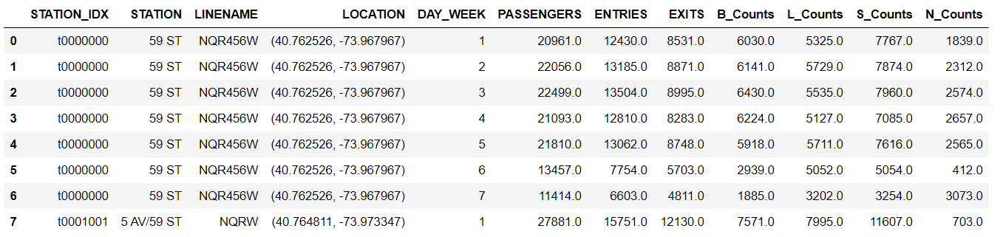 STATION_IDX STATION LINENAME LOCATION DAY_WEEK PASSENGERS ENTRIES EXITS B_Counts L_Counts S_Counts N_Counts
0 t0000000 59 ST NQR456W (40.762526, -73.967967) 1 20961.0 12430.0 8531.0 6030.0 5325.0 7767.0 1839.0
1 t0000000 59 ST NQR456W (40.762526, -73.967967) 2 22056.0 13185.0 8871.0 6141.0 5729.0 7874.0 2312.0
2 t0000000 59 ST NQR456W (40.762526, -73.967967) 3 22499.0 13504.0 8995.0 6430.0 5535.0 7960.0 2574.0
3 t0000000 59 ST NQR456W (40.762526, -73.967967) 4 21093.0 12810.0 8283.0 6224.0 5127.0 7085.0 2657.0
4 t0000000 59 ST NQR456W (40.762526, -73.967967) 5 21810.0 13062.0 8748.0 5918.0 5711.0 7616.0 2565.0
5 t0000000 59 ST NQR456W (40.762526, -73.967967) 6 13457.0 7754.0 5703.0 2939.0 5052.0 5054.0 412.0
6 t0000000 59 ST NQR456W (40.762526, -73.967967) 7 11414.0 6603.0 4811.0 1885.0 3202.0 3254.0 3073.0
7 t0001001 5 AV/59 ST NQRW (40.764811, -73.973347) 1 27881.0 15751.0 12130.0 7571.0 7995.0 11607.0 703.0